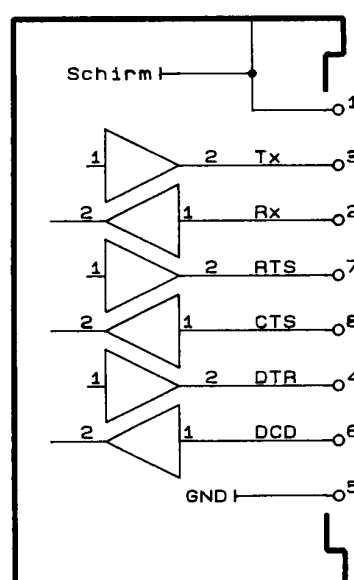 Schirm
1
1 2 Tx 3
2 1 Rx 2
1 2 RTS 7
2 1 CTS 8
1 2 DTR 4
2 1 DCD 6
GND 5